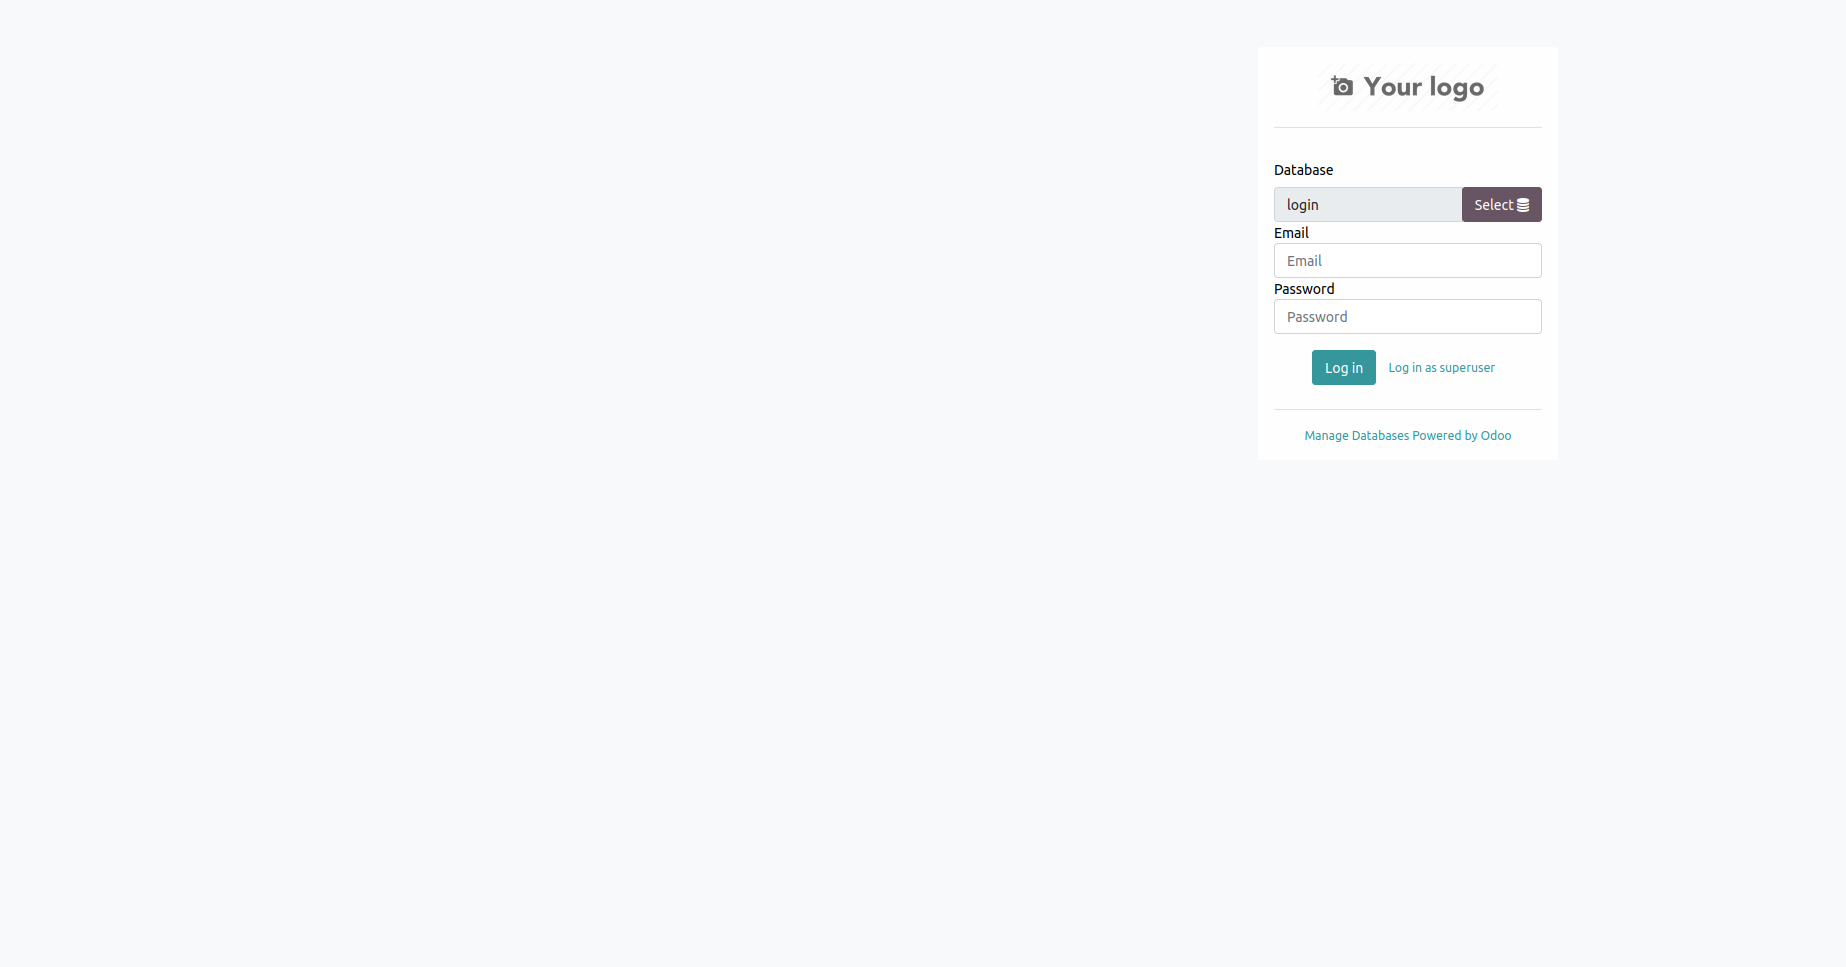 Your logo
Database
login
Select
Email
Email
Password
Password
Log in Log in as superuser
Manage Databases Powered by Odoo